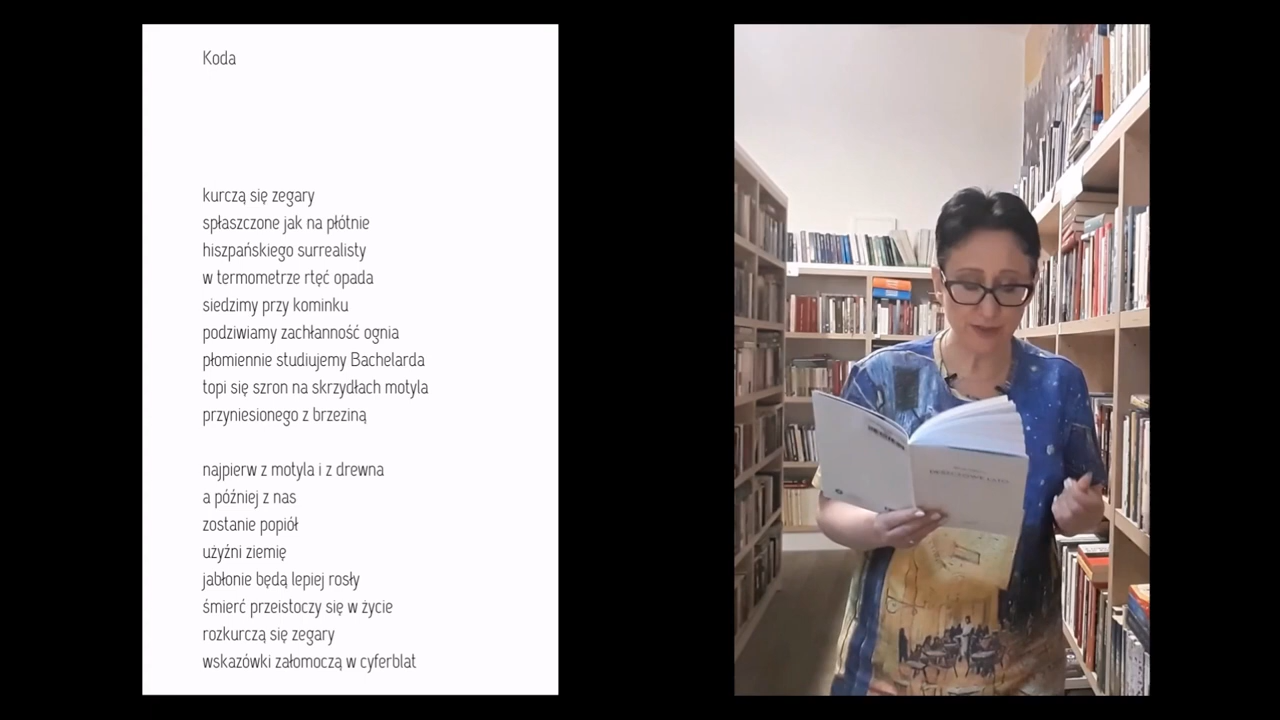 Koda
kurczą się zegary
spłaszczone jak na płótnie
hiszpańskiego surrealisty
w termometrze rtęć opada
siedzimy przy kominku
podziwiamy zachłanność ognia
płomiennie studiujemy Bachelarda
topi się szron na skrzydłach motyla
przyniesionego z brzeziną
najpierw z motyla i z drewna
a później z nas
zostanie popiół
użyźni ziemię
jabłonie będą lepiej rosły
śmierć przeistoczy się w życie
rozkurczą się zegary
wskazówki załomoczą w cyferblat